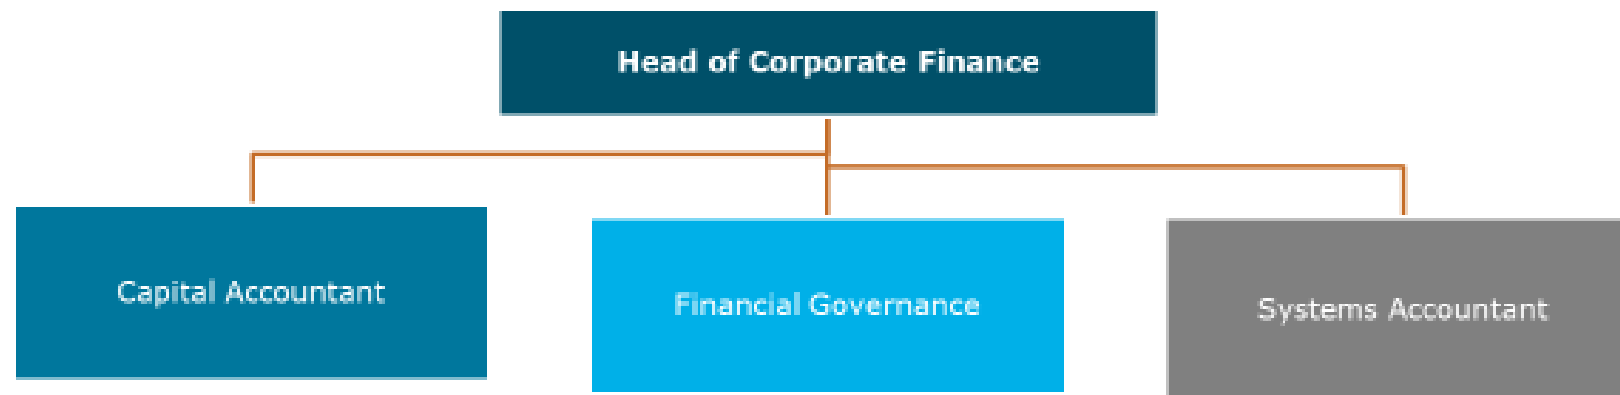 Head of Corporate Finance
Capital Accountant
Financial Governance
Systems Accountant